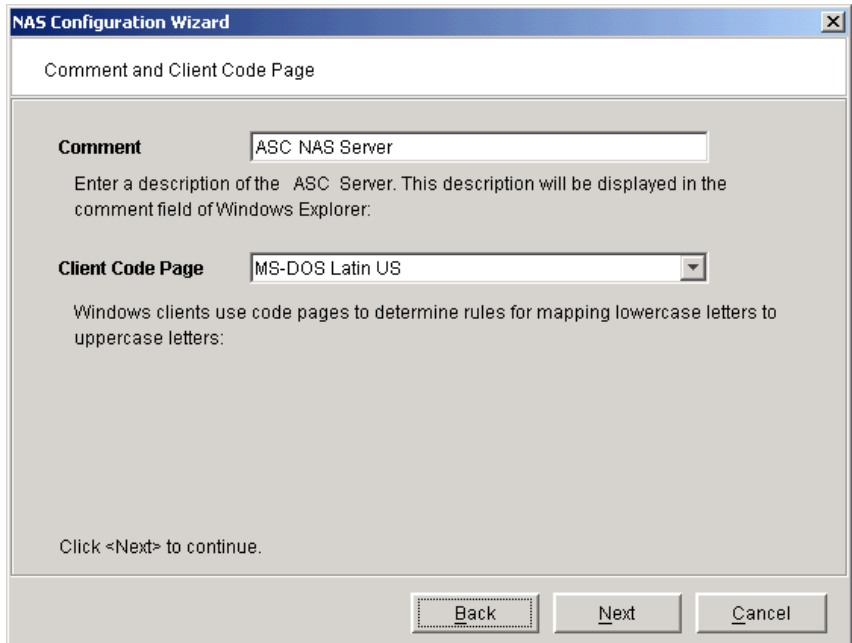 NAS Configuration Wizard
Comment and Client Code Page
Comment ASC NAS Server
Enter a description of the ASC Server. This description will be displayed in the
comment field of Windows Explorer:
Client Code Page MS-DOS Latin US
Windows clients use code pages to determine rules for mapping lowercase letters to
uppercase letters:
Click <Next> to continue.
Back Next Cancel